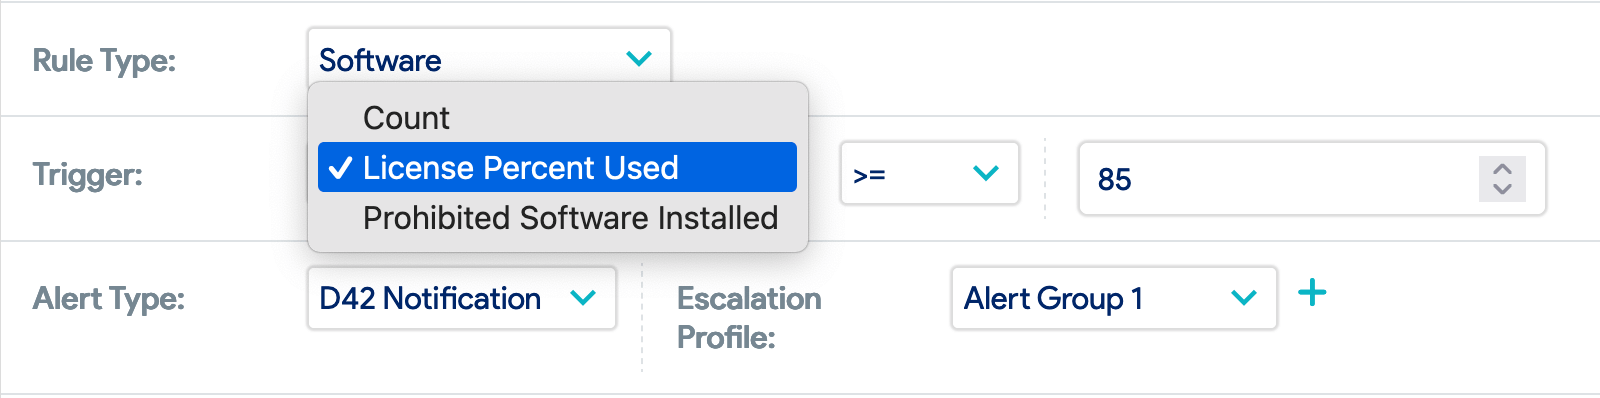 Rule Type:
Software
Count
Trigger:
✓ License Percent Used
>=
85
Prohibited Software Installed
Alert Type:
D42 Notification
Escalation
Profile:
Alert Group 1
+